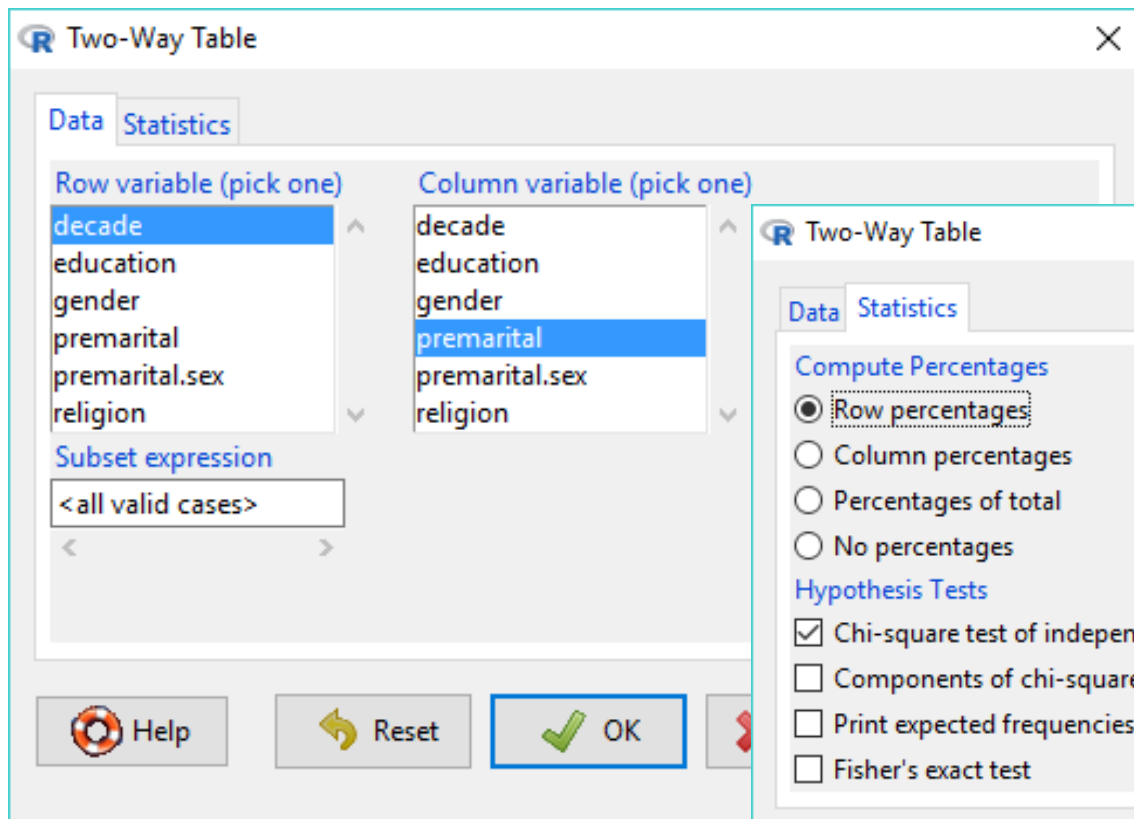 R Two-Way Table
Data Statistics
Row variable (pick one)
decade
education
gender
premarital
premarital.sex
religion
Column variable (pick one)
decade
education
gender
premarital
premarital.sex
religion
Subset expression
<all valid cases>
Help Reset OK
R Two-Way Table
Data Statistics
Compute Percentages
Row percentages
Column percentages
Percentages of total
No percentages
Hypothesis Tests
Chi-square test of indepen
Components of chi-square
Print expected frequencies
Fisher's exact test